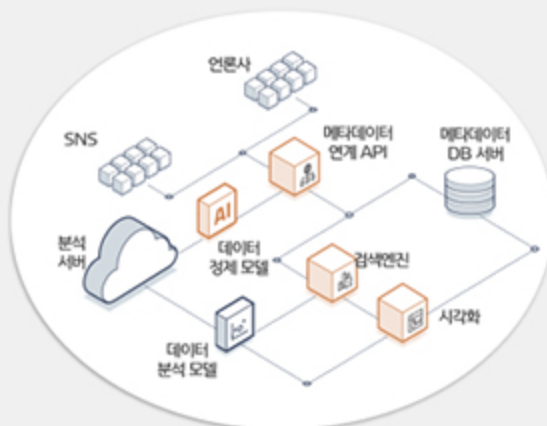 언론사
SNS
메타데이터
연계 API
메타데이터
DB 서버
AI
분석
서버
데이터
정제 모델
검색엔진
시각화
데이터
분석 모델